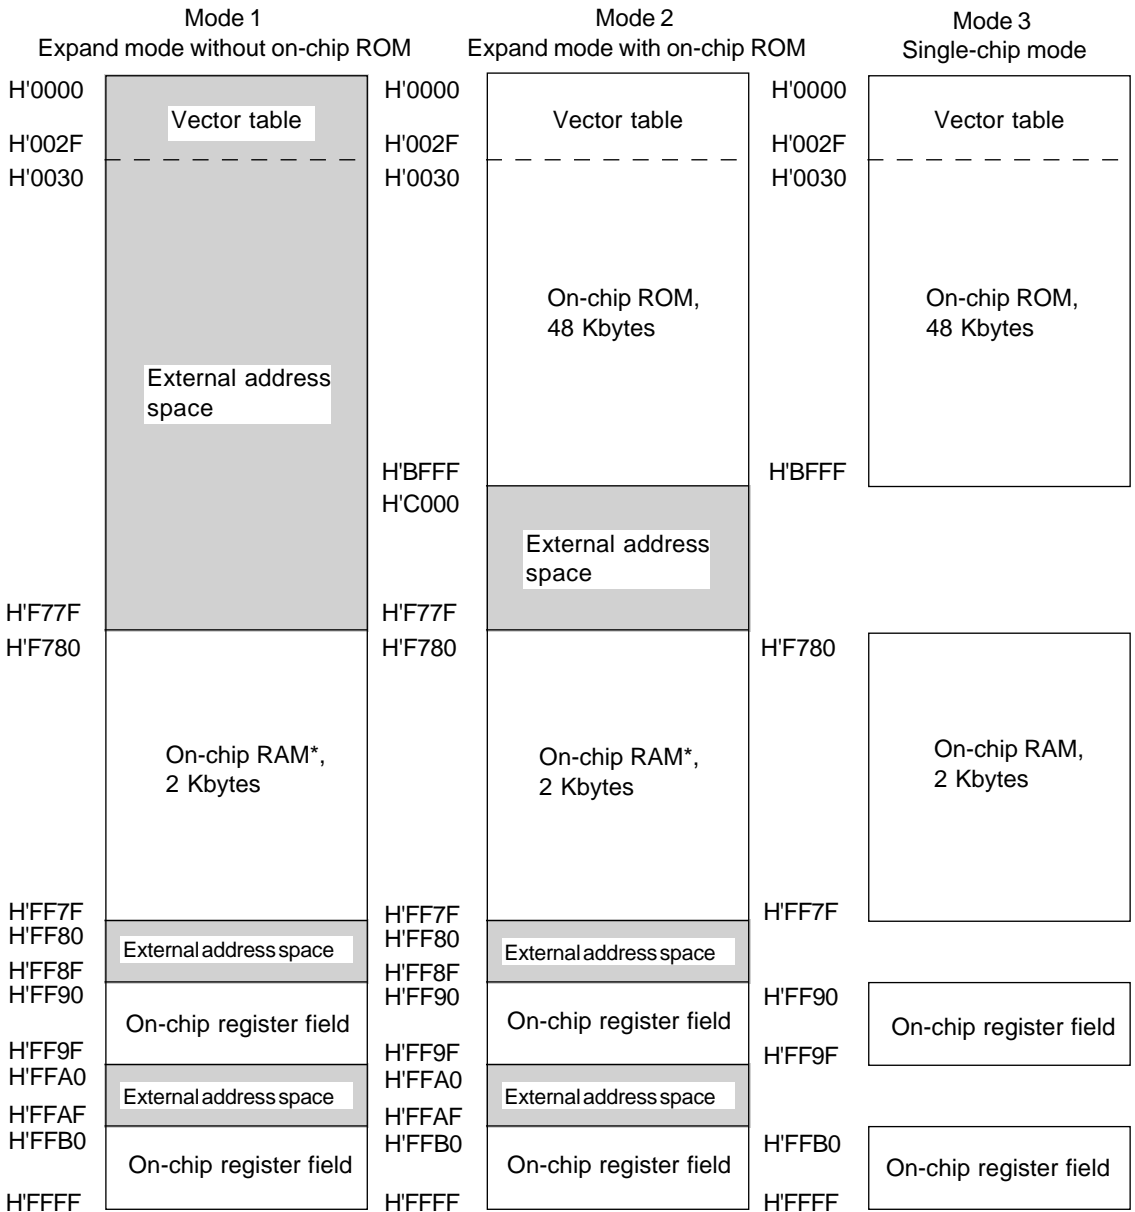 Mode 1
Expand mode without on-chip ROM
H'0000
Vector table
H'002F
H'0030
External address
space
H'F77F
H'F780
On-chip RAM*,
2 Kbytes
H'FF7F
H'FF80
External address space
H'FF8F
H'FF90
On-chip register field
H'FF9F
H'FFA0
External address space
H'FFAF
H'FFB0
On-chip register field
H'FFFF
Mode 2
Expand mode with on-chip ROM
H'0000
Vector table
H'002F
H'0030
On-chip ROM,
48 Kbytes
H'BFFF
H'C000
External address
space
H'F77F
H'F780
On-chip RAM*,
2 Kbytes
H'FF7F
H'FF80
External address space
H'FF8F
H'FF90
On-chip register field
H'FF9F
H'FFA0
External address space
H'FFAF
H'FFB0
On-chip register field
H'FFFF
Mode 3
Single-chip mode
H'0000
Vector table
H'002F
H'0030
On-chip ROM,
48 Kbytes
H'BFFF
H'F780
On-chip RAM,
2 Kbytes
H'FF7F
H'FF90
On-chip register field
H'FF9F
H'FFB0
On-chip register field
H'FFFF